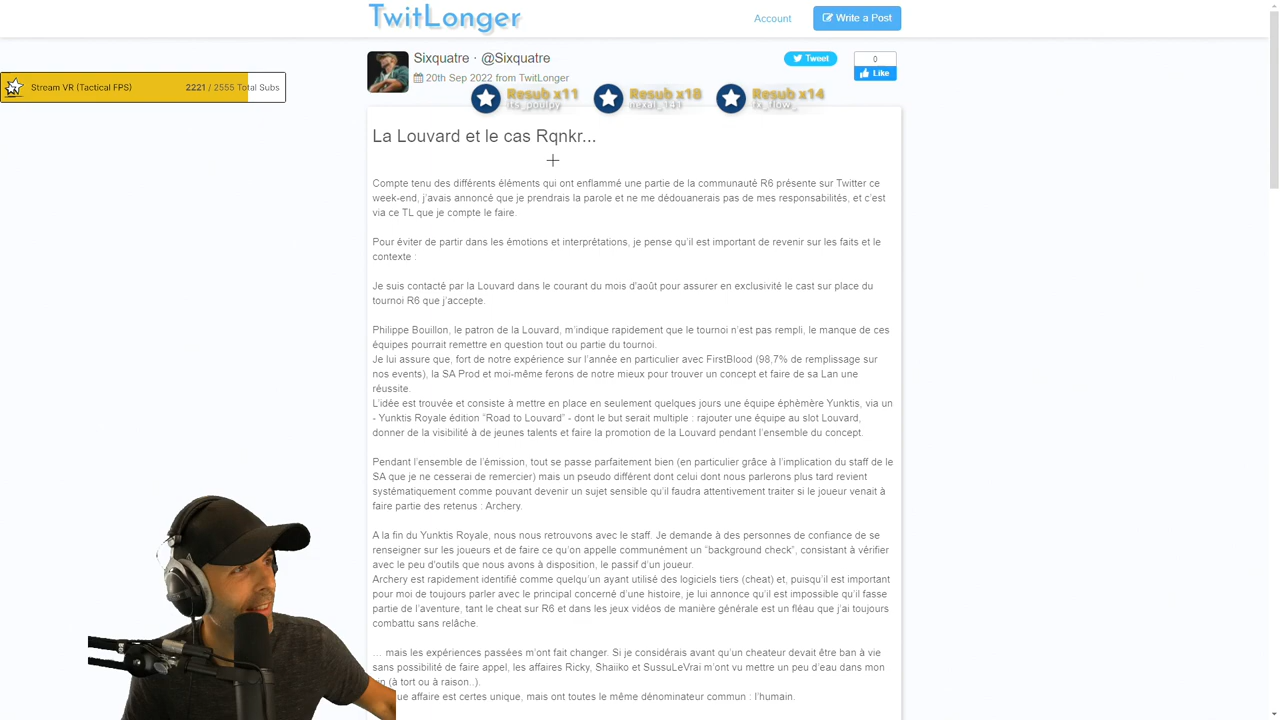 TwitLonger
Account
Write a Post
Sixquatre · @Sixquatre
20th Sep 2022 from TwitLonger
Tweet
0
Like
Stream VR (Tactical FPS)
2221 / 2555 Total Subs
Resub x11
its_poulpy
Resub x18
nexal_141
Resub x14
fx_flow_
La Louvard et le cas Rqnkr...
Compte tenu des différents éléments qui ont enflammé une partie de la communauté R6 présente sur Twitter ce
week-end, j'avais annoncé que je prendrais la parole et ne me dédouanerais pas de mes responsabilités, et c'est
via ce TL que je compte le faire.
Pour éviter de partir dans les émotions et interprétations, je pense qu'il est important de revenir sur les faits et le
contexte :
Je suis contacté par la Louvard dans le courant du mois d'août pour assurer en exclusivité le cast sur place du
tournoi R6 que j'accepte.
Philippe Bouillon, le patron de la Louvard, m'indique rapidement que le tournoi n'est pas rempli, le manque de ces
équipes pourrait remettre en question tout ou partie du tournoi.
Je lui assure que, fort de notre expérience sur l'année en particulier avec FirstBlood (98,7% de remplissage sur
nos events), la SA Prod et moi-même ferons de notre mieux pour trouver un concept et faire de sa Lan une
réussite.
L'idée est trouvée et consiste à mettre en place en seulement quelques jours une équipe éphèmère Yunktis, via un
- Yunktis Royale édition "Road to Louvard" - dont le but serait multiple : rajouter une équipe au slot Louvard,
donner de la visibilité à de jeunes talents et faire la promotion de la Louvard pendant l'ensemble du concept.
Pendant l'ensemble de l'émission, tout se passe parfaitement bien (en particulier grâce à l'implication du staff de le
SA que je ne cesserai de remercier) mais un pseudo différent dont celui dont nous parlerons plus tard revient
systématiquement comme pouvant devenir un sujet sensible qu'il faudra attentivement traiter si le joueur venait à
faire partie des retenus : Archery.
A la fin du Yunktis Royale, nous nous retrouvons avec le staff. Je demande à des personnes de confiance de se
renseigner sur les joueurs et de faire ce qu'on appelle communément un "background check", consistant à vérifier
avec le peu d'outils que nous avons à disposition, le passif d'un joueur.
Archery est rapidement identifié comme quelqu'un ayant utilisé des logiciels tiers (cheat) et, puisqu'il est important
pour moi de toujours parler avec le principal concerné d'une histoire, je lui annonce qu'il est impossible qu'il fasse
partie de l'aventure, tant le cheat sur R6 et dans les jeux vidéos de manière générale est un fléau que j'ai toujours
combattu sans relâche.
… mais les expériences passées m'ont fait changer. Si je considérais avant qu'un cheateur devait être ban à vie
sans possibilité de faire appel, les affaires Ricky, Shaiiko et SussuLeVrai m'ont vu mettre un peu d'eau dans mon
(à tort ou à raison..).
affaire est certes unique, mais ont toutes le même dénominateur commun : l'humain.